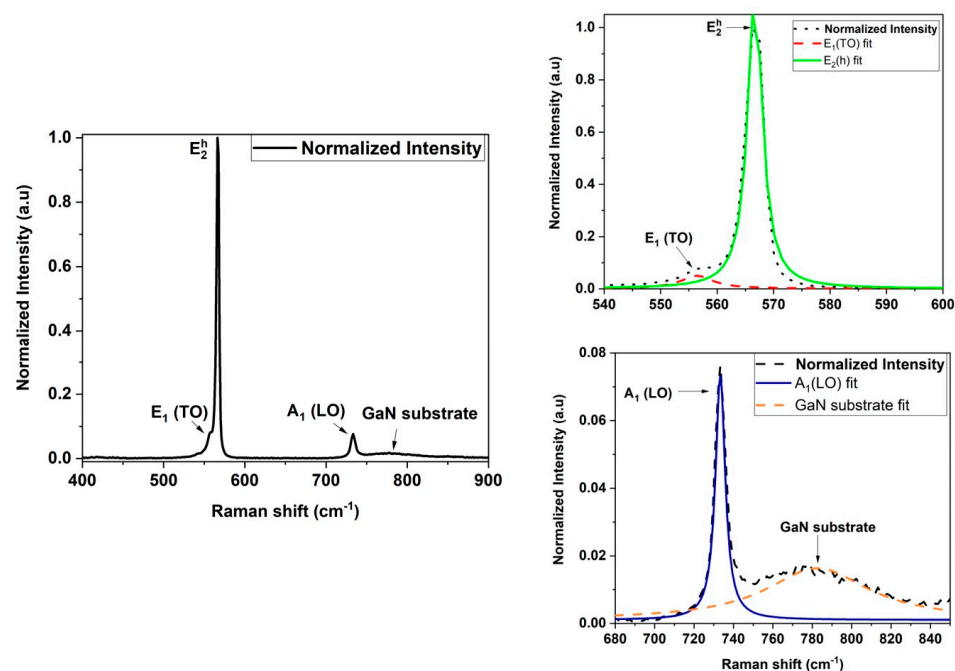 Normalized Intensity
E₂ʰ
E₁ (TO)
A₁ (LO)
GaN substrate
Normalized Intensity (a.u)
1.0
0.8
0.6
0.4
0.2
0.0
400 500 600 700 800 900
Raman shift (cm⁻¹)
Normalized Intensity
E₁(TO) fit
E₂(h) fit
E₂ʰ
E₁ (TO)
Normalized Intensity (a.u)
1.0
0.8
0.6
0.4
0.2
0.0
540 550 560 570 580 590 600
Raman shift (cm⁻¹)
Normalized Intensity
A₁(LO) fit
GaN substrate fit
A₁ (LO)
GaN substrate
Normalized Intensity (a.u)
0.08
0.06
0.04
0.02
0.00
680 700 720 740 760 780 800 820 840
Raman shift (cm⁻¹)